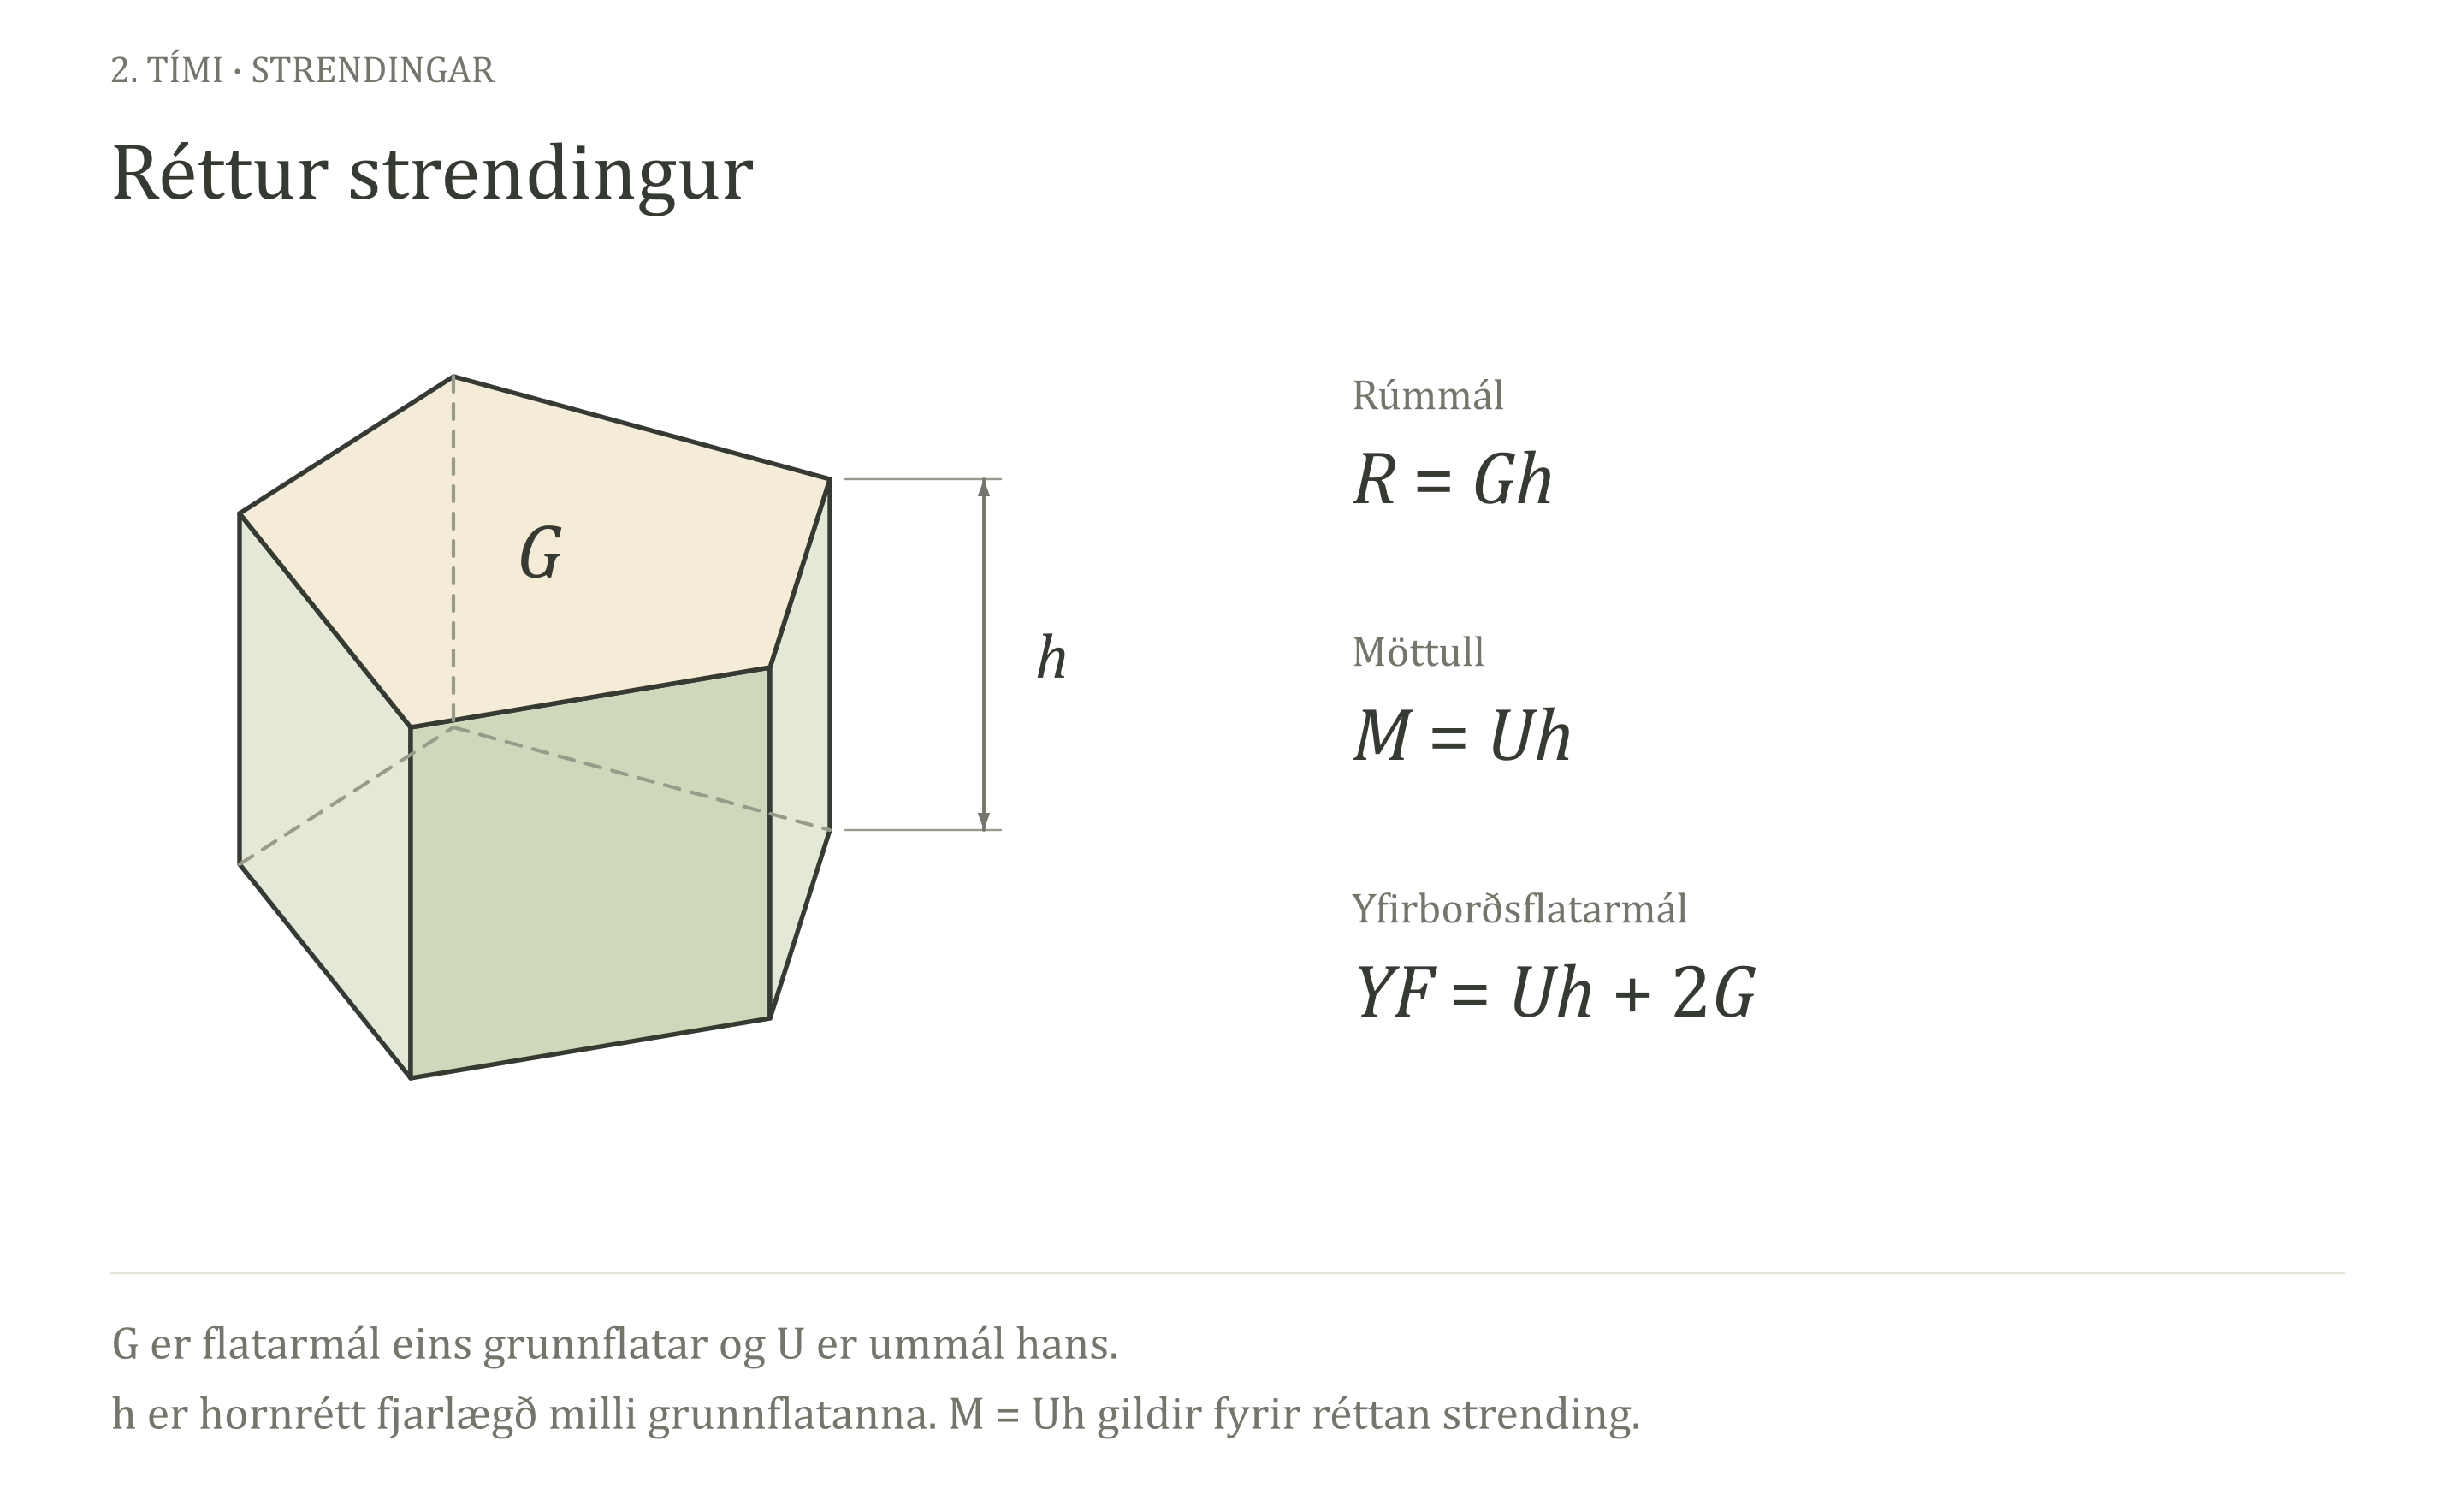 2. TÍMI · STRENDINGAR
Réttur strendingur
G
h
Rúmmál
R = Gh
Möttull
M = Uh
Yfirborðsflatarmál
YF = Uh + 2G
G er flatarmál eins grunnflatar og U er ummál hans.
h er hornrétt fjarlægð milli grunnflatanna. M = Uh gildir fyrir réttan strending.